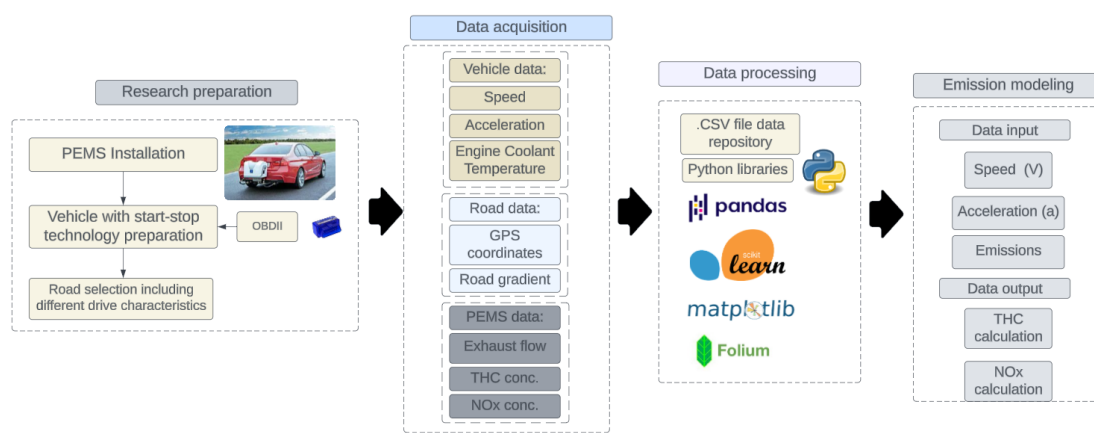 Research preparation
PEMS Installation
Vehicle with start-stop
technology preparation
OBDII
Road selection including
different drive characteristics
Data acquisition
Vehicle data:
Speed
Acceleration
Engine Coolant
Temperature
Road data:
GPS
coordinates
Road gradient
PEMS data:
Exhaust flow
THC conc.
NOx conc.
Data processing
.CSV file data
repository
Python libraries
pandas
scikit
learn
matplotlib
Folium
Emission modeling
Data input
Speed (V)
Acceleration (a)
Emissions
Data output
THC
calculation
NOx
calculation